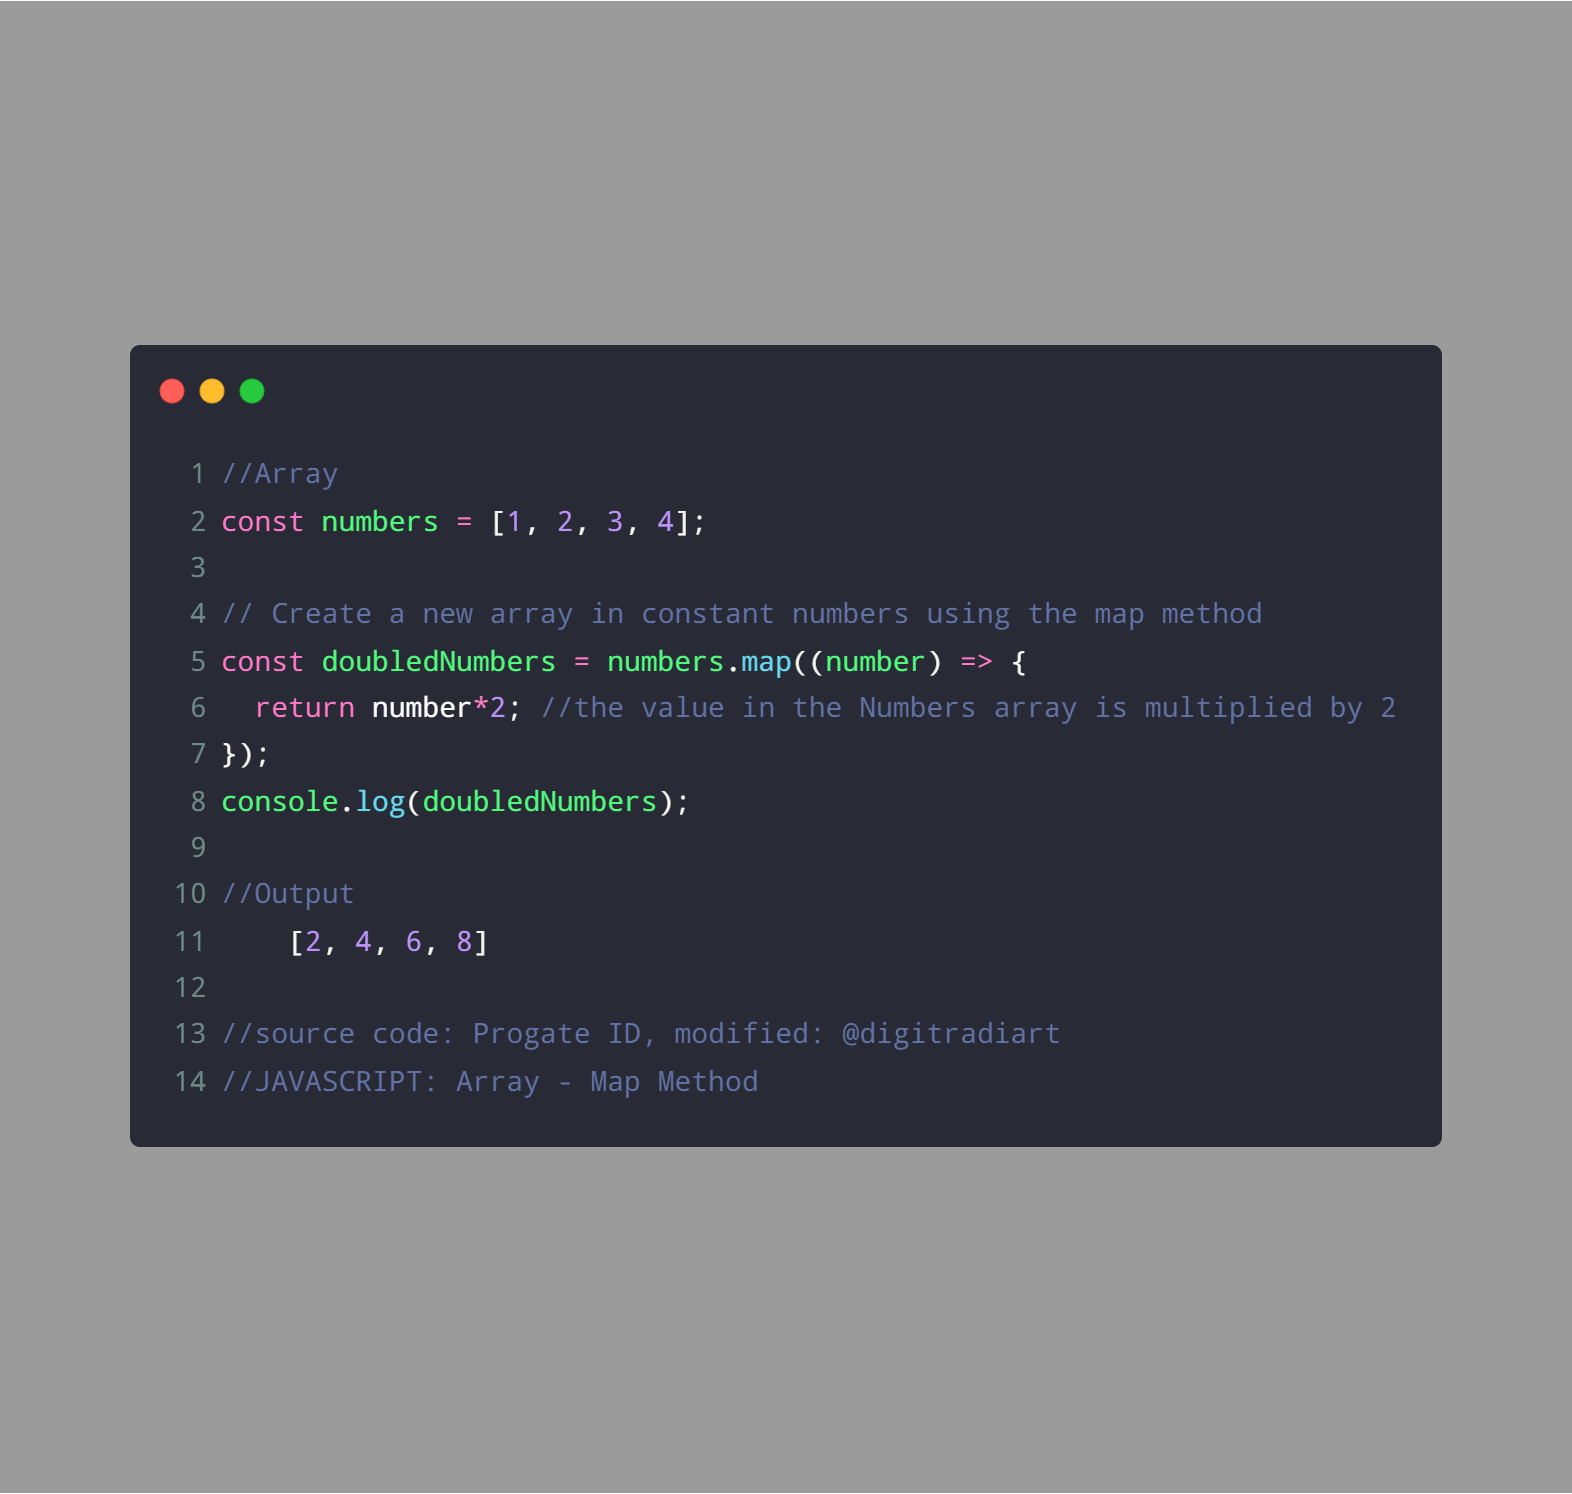 1 //Array
2 const numbers = [1, 2, 3, 4];
3
4 // Create a new array in constant numbers using the map method
5 const doubledNumbers = numbers.map((number) => {
6   return number*2; //the value in the Numbers array is multiplied by 2
7 });
8 console.log(doubledNumbers);
9
10 //Output
11     [2, 4, 6, 8]
12
13 //source code: Progate ID, modified: @digitradiart
14 //JAVASCRIPT: Array - Map Method